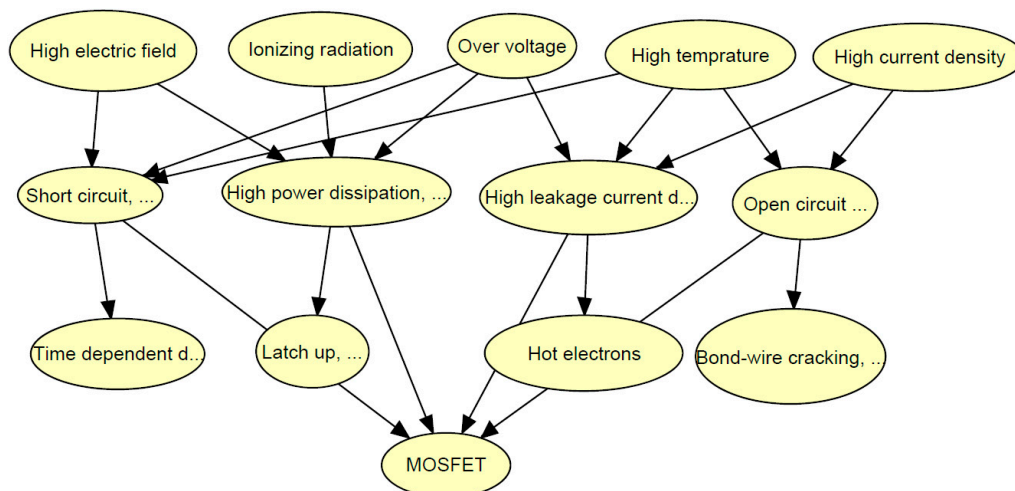 High electric field
Ionizing radiation
Over voltage
High temprature
High current density
Short circuit, ...
High power dissipation, ...
High leakage current d...
Open circuit ...
Time dependent d...
Latch up, ...
Hot electrons
Bond-wire cracking, ...
MOSFET